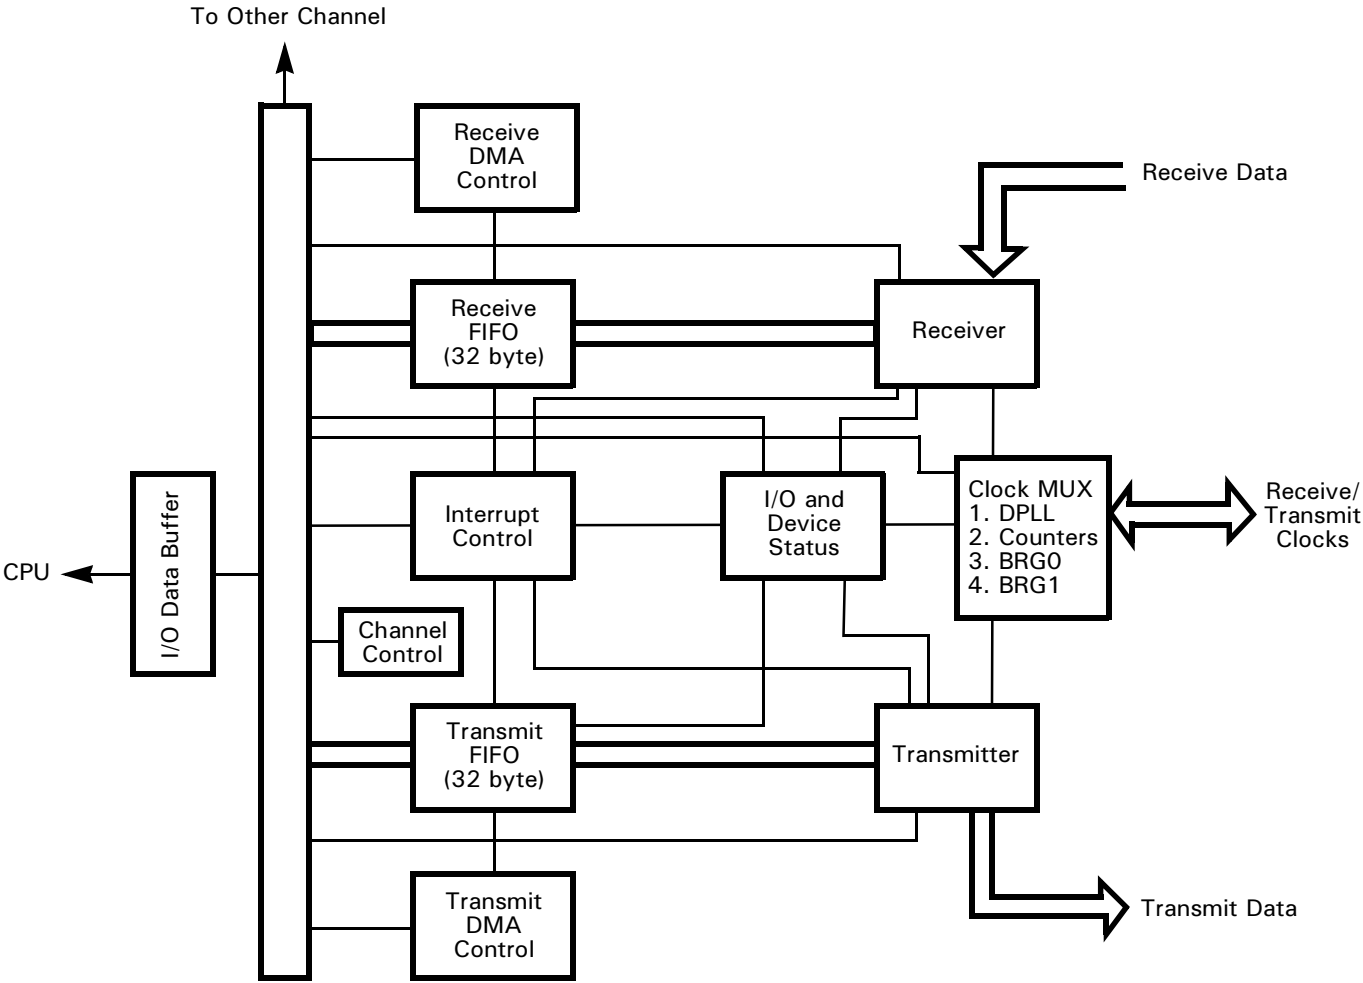 To Other Channel
Receive
DMA
Control
Receive Data
Receive
FIFO
(32 byte)
Receiver
Interrupt
Control
I/O and
Device
Status
Clock MUX
1. DPLL
2. Counters
3. BRG0
4. BRG1
Receive/
Transmit
Clocks
CPU
I/O Data Buffer
Channel
Control
Transmit
FIFO
(32 byte)
Transmitter
Transmit
DMA
Control
Transmit Data